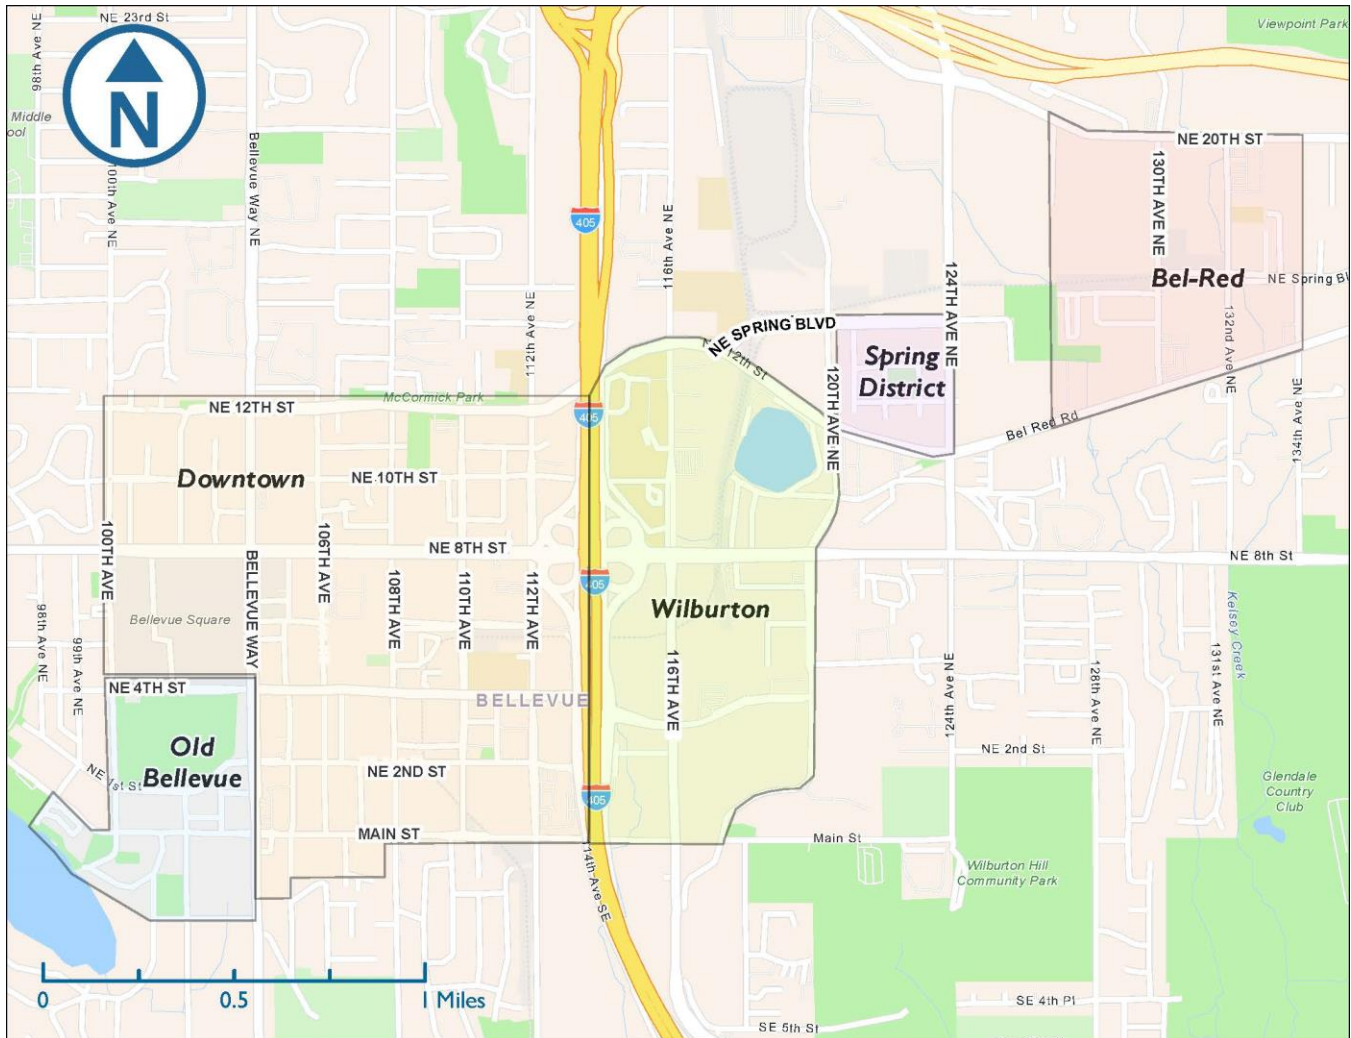 NE 23rd St
98th Ave NE
Viewpoint Park
N
Middle
ool
100th Ave NE
Bellevue Way NE
NE 20TH ST
130TH AVE NE
405
116th Ave NE
124TH AVE NE
Bel-Red
NE Spring Bl
112th Ave NE
132nd Ave NE
NE SPRING BLVD
12th St
Spring
District
120TH AVE NE
McCormick Park
NE 12TH ST
405
Bel Red Rd
134TH AVE NE
Downtown
NE 10TH ST
100TH AVE
106TH AVE
NE 8TH ST
BELLEVUE WAY
108TH AVE
110TH AVE
112TH AVE
405
NE 8th St
Wilburton
98th Ave NE
99th Ave NE
Bellevue Square
Kelsey Creek
116TH AVE
124th Ave NE
128th Ave NE
131st Ave NE
NE 4TH ST
BELLEVUE
Old
Bellevue
NE 1st St
NE 2ND ST
NE 2nd St
405
Glendale
Country
Club
MAIN ST
Main St
114th Ave SE
Wilburton Hill
Community Park
0
0.5
1 Miles
SE 4th Pl
SE 5th St